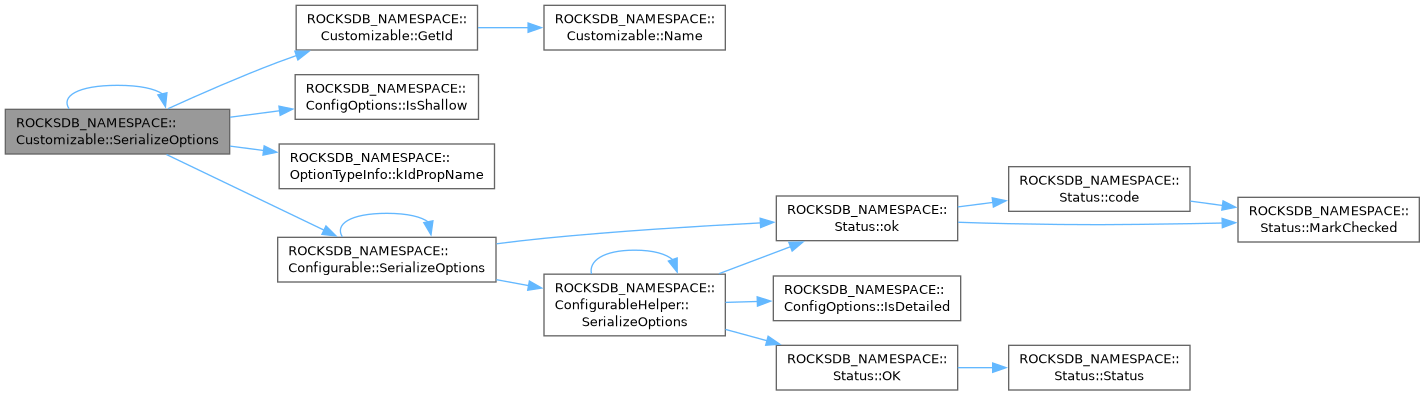 ROCKSDB_NAMESPACE::
Customizable::SerializeOptions
ROCKSDB_NAMESPACE::
Customizable::GetId
ROCKSDB_NAMESPACE::
Customizable::Name
ROCKSDB_NAMESPACE::
ConfigOptions::IsShallow
ROCKSDB_NAMESPACE::
OptionTypeInfo::kIdPropName
ROCKSDB_NAMESPACE::
Configurable::SerializeOptions
ROCKSDB_NAMESPACE::
ConfigurableHelper::
SerializeOptions
ROCKSDB_NAMESPACE::
Status::ok
ROCKSDB_NAMESPACE::
Status::code
ROCKSDB_NAMESPACE::
Status::MarkChecked
ROCKSDB_NAMESPACE::
ConfigOptions::IsDetailed
ROCKSDB_NAMESPACE::
Status::OK
ROCKSDB_NAMESPACE::
Status::Status